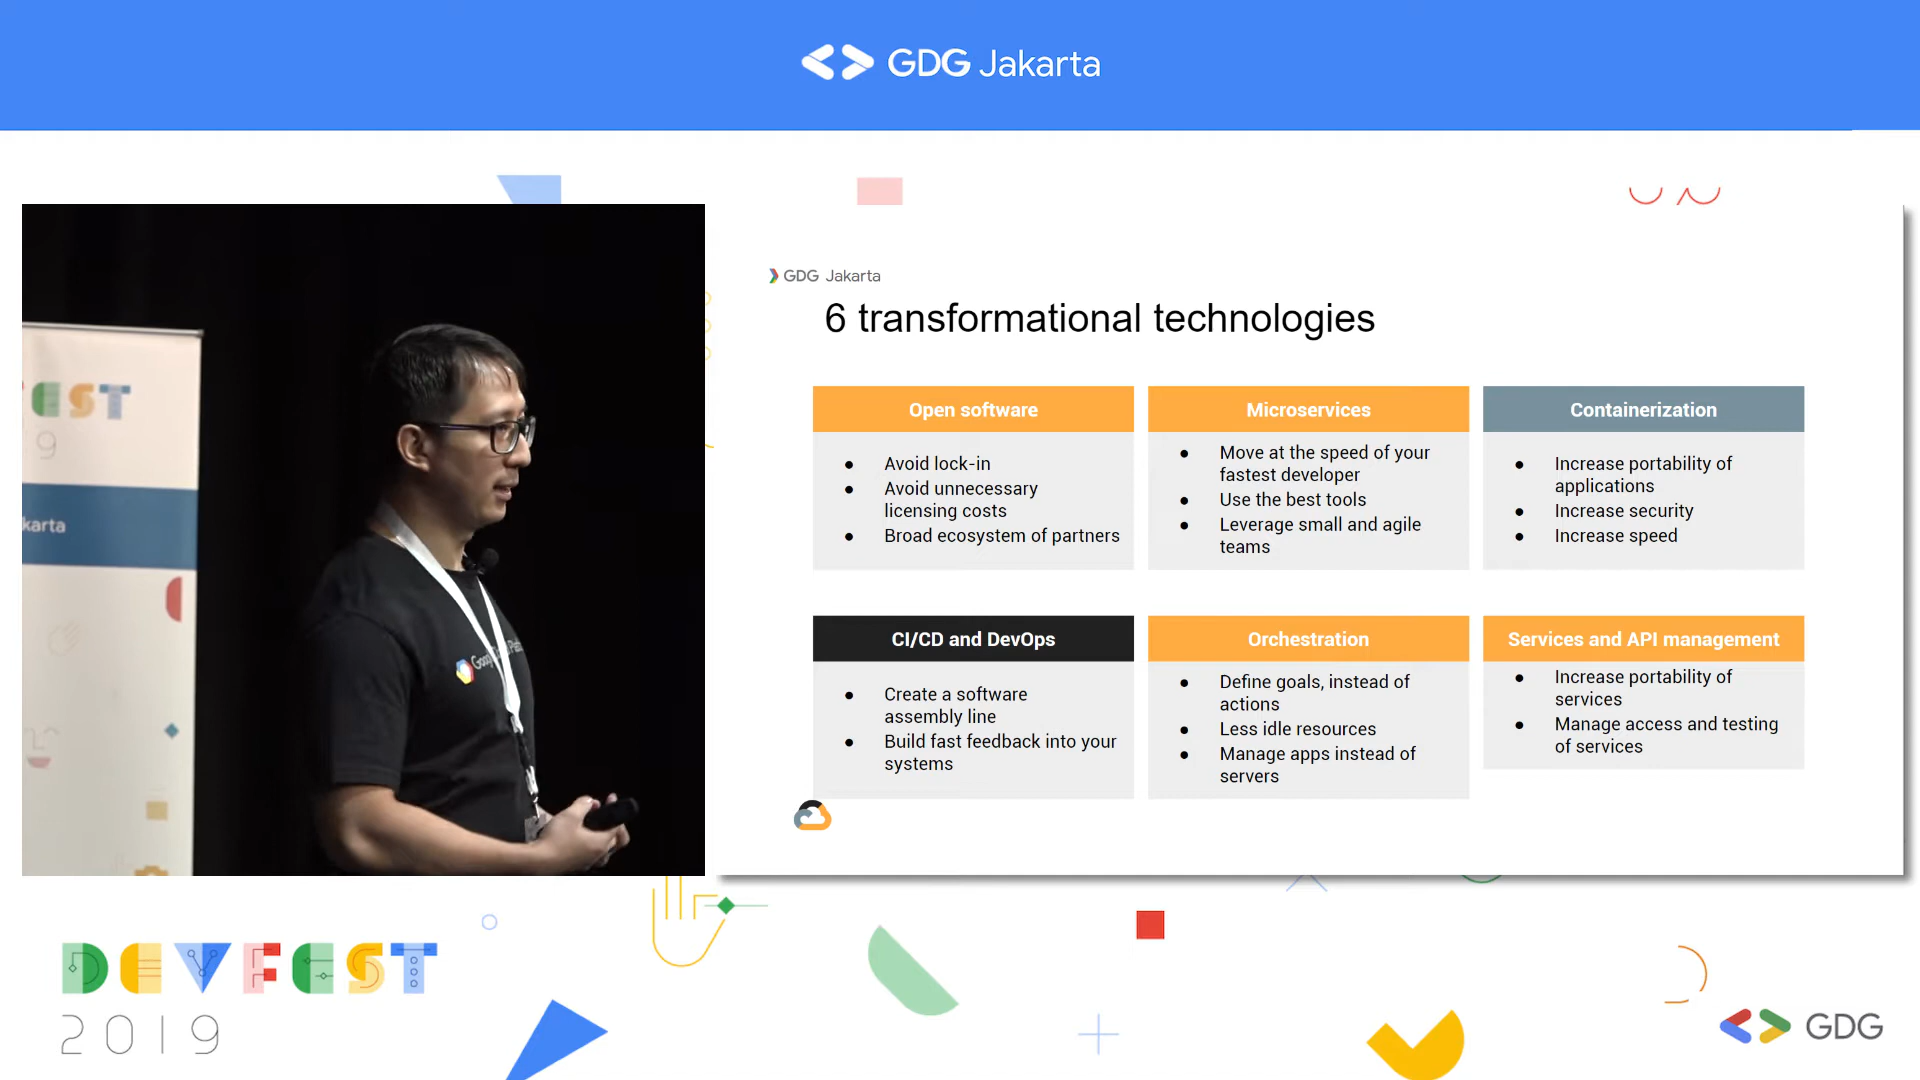 GDG Jakarta
EST
9
karta
Google Cloud
GDG Jakarta
6 transformational technologies
Open software
● Avoid lock-in
● Avoid unnecessary
licensing costs
● Broad ecosystem of partners
Microservices
● Move at the speed of your
fastest developer
● Use the best tools
● Leverage small and agile
teams
Containerization
● Increase portability of
applications
● Increase security
● Increase speed
CI/CD and DevOps
● Create a software
assembly line
● Build fast feedback into your
systems
Orchestration
● Define goals, instead of
actions
● Less idle resources
● Manage apps instead of
servers
Services and API management
● Increase portability of
services
● Manage access and testing
of services
DEVFEST
2019
GDG